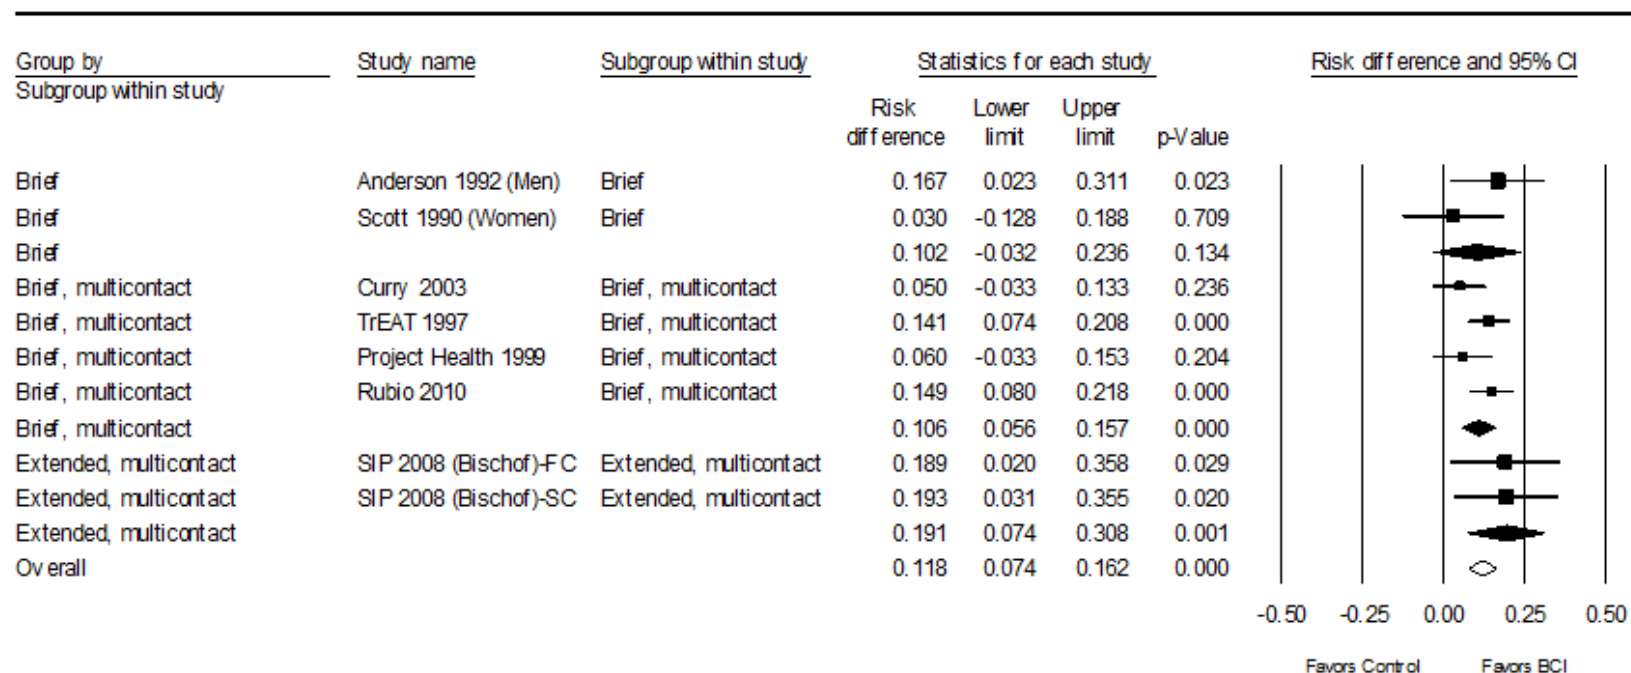 Group by Study name Subgroup within study Statistics for each study Risk difference and 95% CI
Subgroup within study
Risk Lower Upper
difference limit limit p-Value
Brief Anderson 1992 (Men) Brief 0.167 0.023 0.311 0.023
Brief Scott 1990 (Women) Brief 0.030 -0.128 0.188 0.709
Brief 0.102 -0.032 0.236 0.134
Brief, multicontact Curry 2003 Brief, multicontact 0.050 -0.033 0.133 0.236
Brief, multicontact TrEAT 1997 Brief, multicontact 0.141 0.074 0.208 0.000
Brief, multicontact Project Health 1999 Brief, multicontact 0.060 -0.033 0.153 0.204
Brief, multicontact Rubio 2010 Brief, multicontact 0.149 0.080 0.218 0.000
Brief, multicontact 0.106 0.056 0.157 0.000
Extended, multicontact SIP 2008 (Bischof)-FC Extended, multicontact 0.189 0.020 0.358 0.029
Extended, multicontact SIP 2008 (Bischof)-SC Extended, multicontact 0.193 0.031 0.355 0.020
Extended, multicontact 0.191 0.074 0.308 0.001
Overall 0.118 0.074 0.162 0.000
-0.50 -0.25 0.00 0.25 0.50
Favors Control Favors BCI